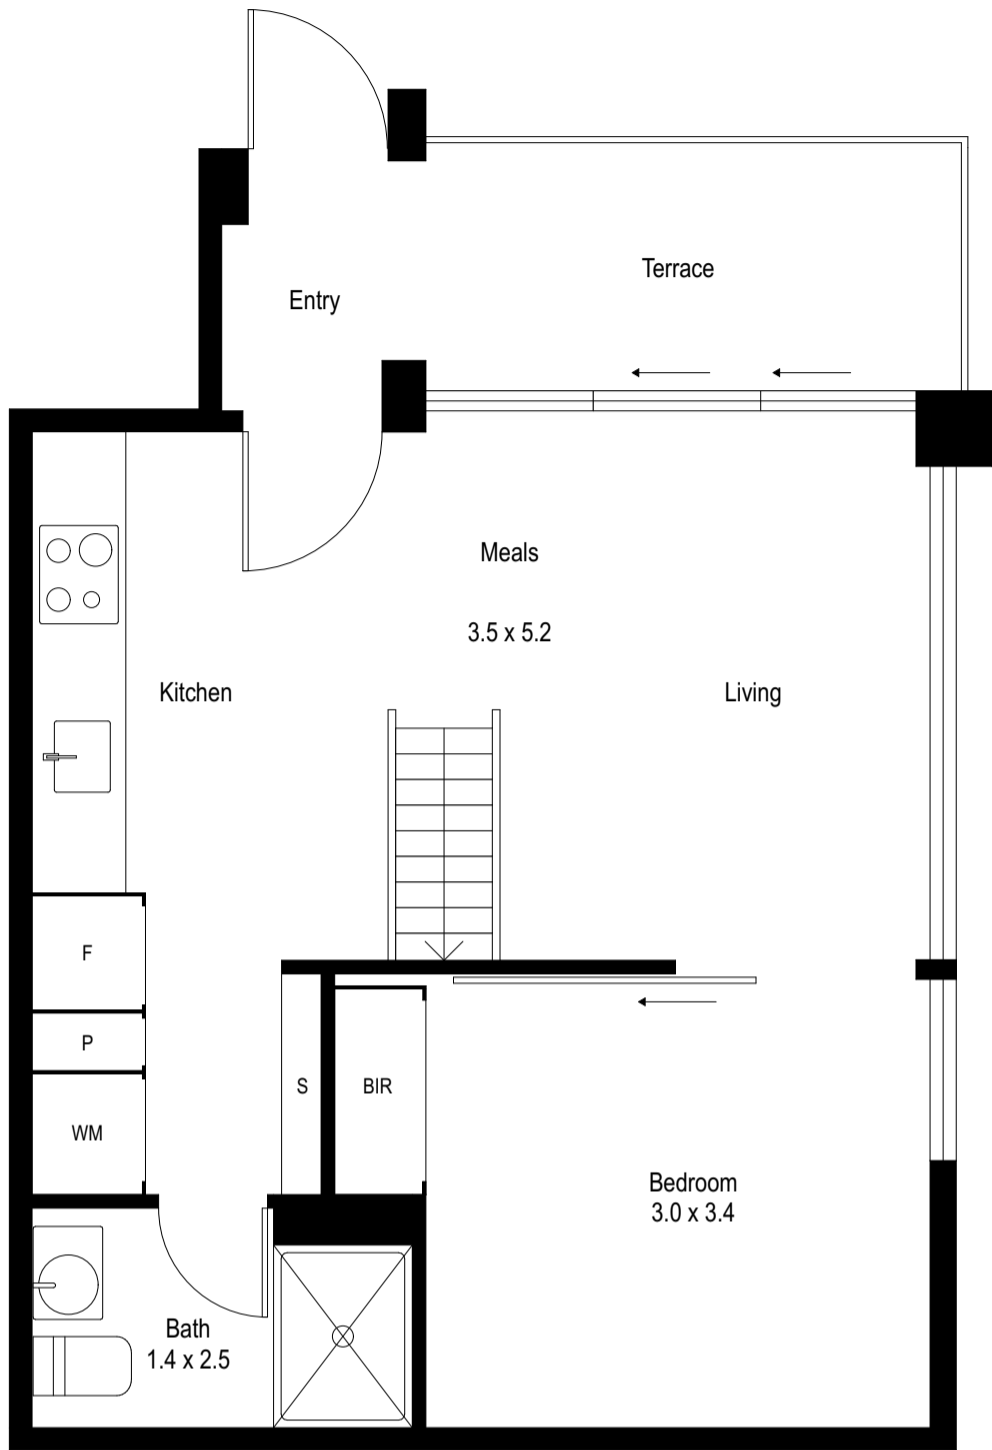 Terrace
Entry
Meals
3.5 x 5.2
Kitchen
Living
F
P
WM
S
BIR
Bedroom
3.0 x 3.4
Bath
1.4 x 2.5